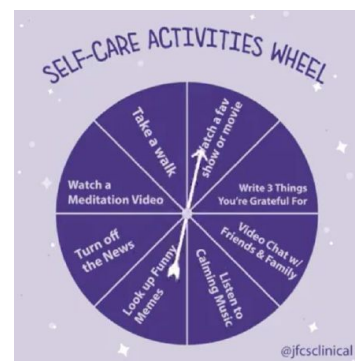 SELF-CARE ACTIVITIES WHEEL
Take a walk
Watch a fav
show or movie
Watch a
Meditation Video
Write 3 Things
You're Grateful For
Turn off
the News
Video Chat w/
Friends & Family
Look up Funny
Memes
Listen to
Calming Music
@jfcsclinical